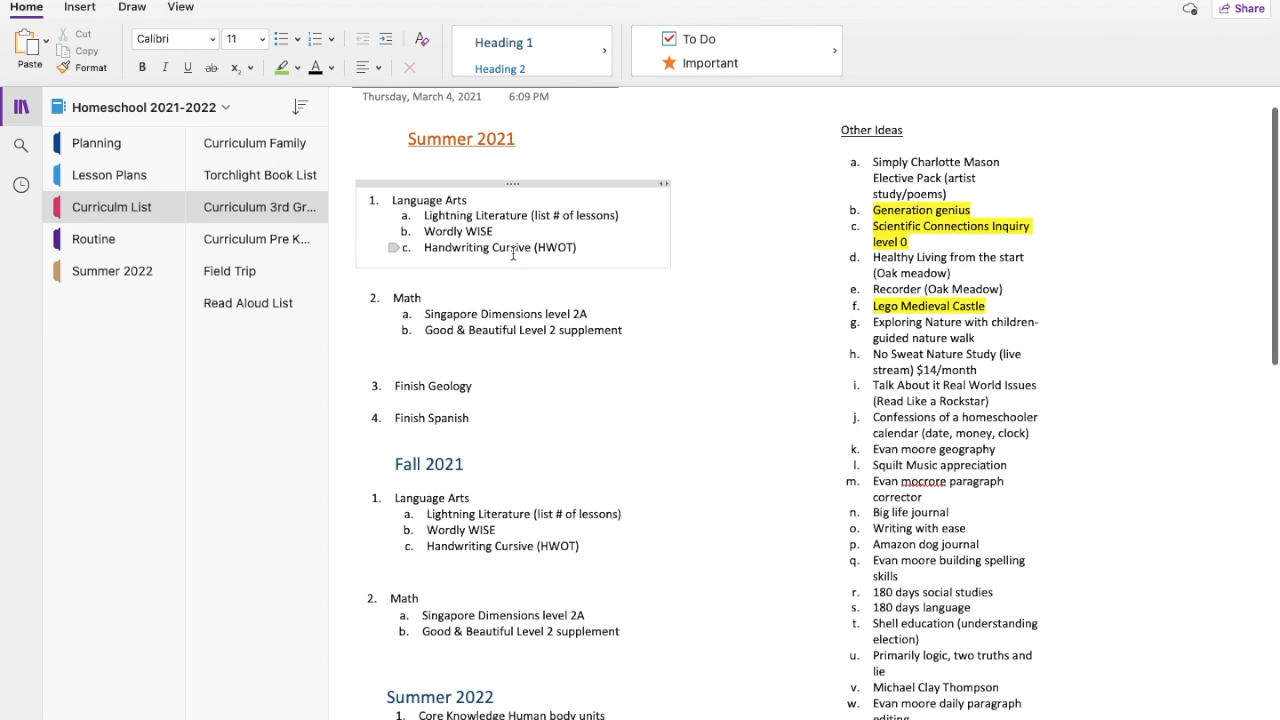 Home Insert Draw View
Share
Paste
Cut
Copy
Format
Calibri 11
B I U ab x2 A
Heading 1
Heading 2
To Do
Important
Homeschool 2021-2022
Planning
Lesson Plans
Curriculm List
Routine
Summer 2022
Curriculum Family
Torchlight Book List
Curriculum 3rd Gr...
Curriculum Pre K...
Field Trip
Read Aloud List
Thursday, March 4, 2021 6:09 PM
Summer 2021
1. Language Arts
a. Lightning Literature (list # of lessons)
b. Wordly WISE
c. Handwriting Cursive (HWOT)
2. Math
a. Singapore Dimensions level 2A
b. Good & Beautiful Level 2 supplement
3. Finish Geology
4. Finish Spanish
Fall 2021
1. Language Arts
a. Lightning Literature (list # of lessons)
b. Wordly WISE
c. Handwriting Cursive (HWOT)
2. Math
a. Singapore Dimensions level 2A
b. Good & Beautiful Level 2 supplement
Summer 2022
1. Core Knowledge Human body units
Other Ideas
a. Simply Charlotte Mason
Elective Pack (artist
study/poems)
b. Generation genius
c. Scientific Connections Inquiry
level 0
d. Healthy Living from the start
(Oak meadow)
e. Recorder (Oak Meadow)
f. Lego Medieval Castle
g. Exploring Nature with children-
guided nature walk
h. No Sweat Nature Study (live
stream) $14/month
i. Talk About it Real World Issues
(Read Like a Rockstar)
j. Confessions of a homeschooler
calendar (date, money, clock)
k. Evan moore geography
l. Squilt Music appreciation
m. Evan mocrore paragraph
corrector
n. Big life journal
o. Writing with ease
p. Amazon dog journal
q. Evan moore building spelling
skills
r. 180 days social studies
s. 180 days language
t. Shell education (understanding
election)
u. Primarily logic, two truths and
lie
v. Michael Clay Thompson
w. Evan moore daily paragraph
editing